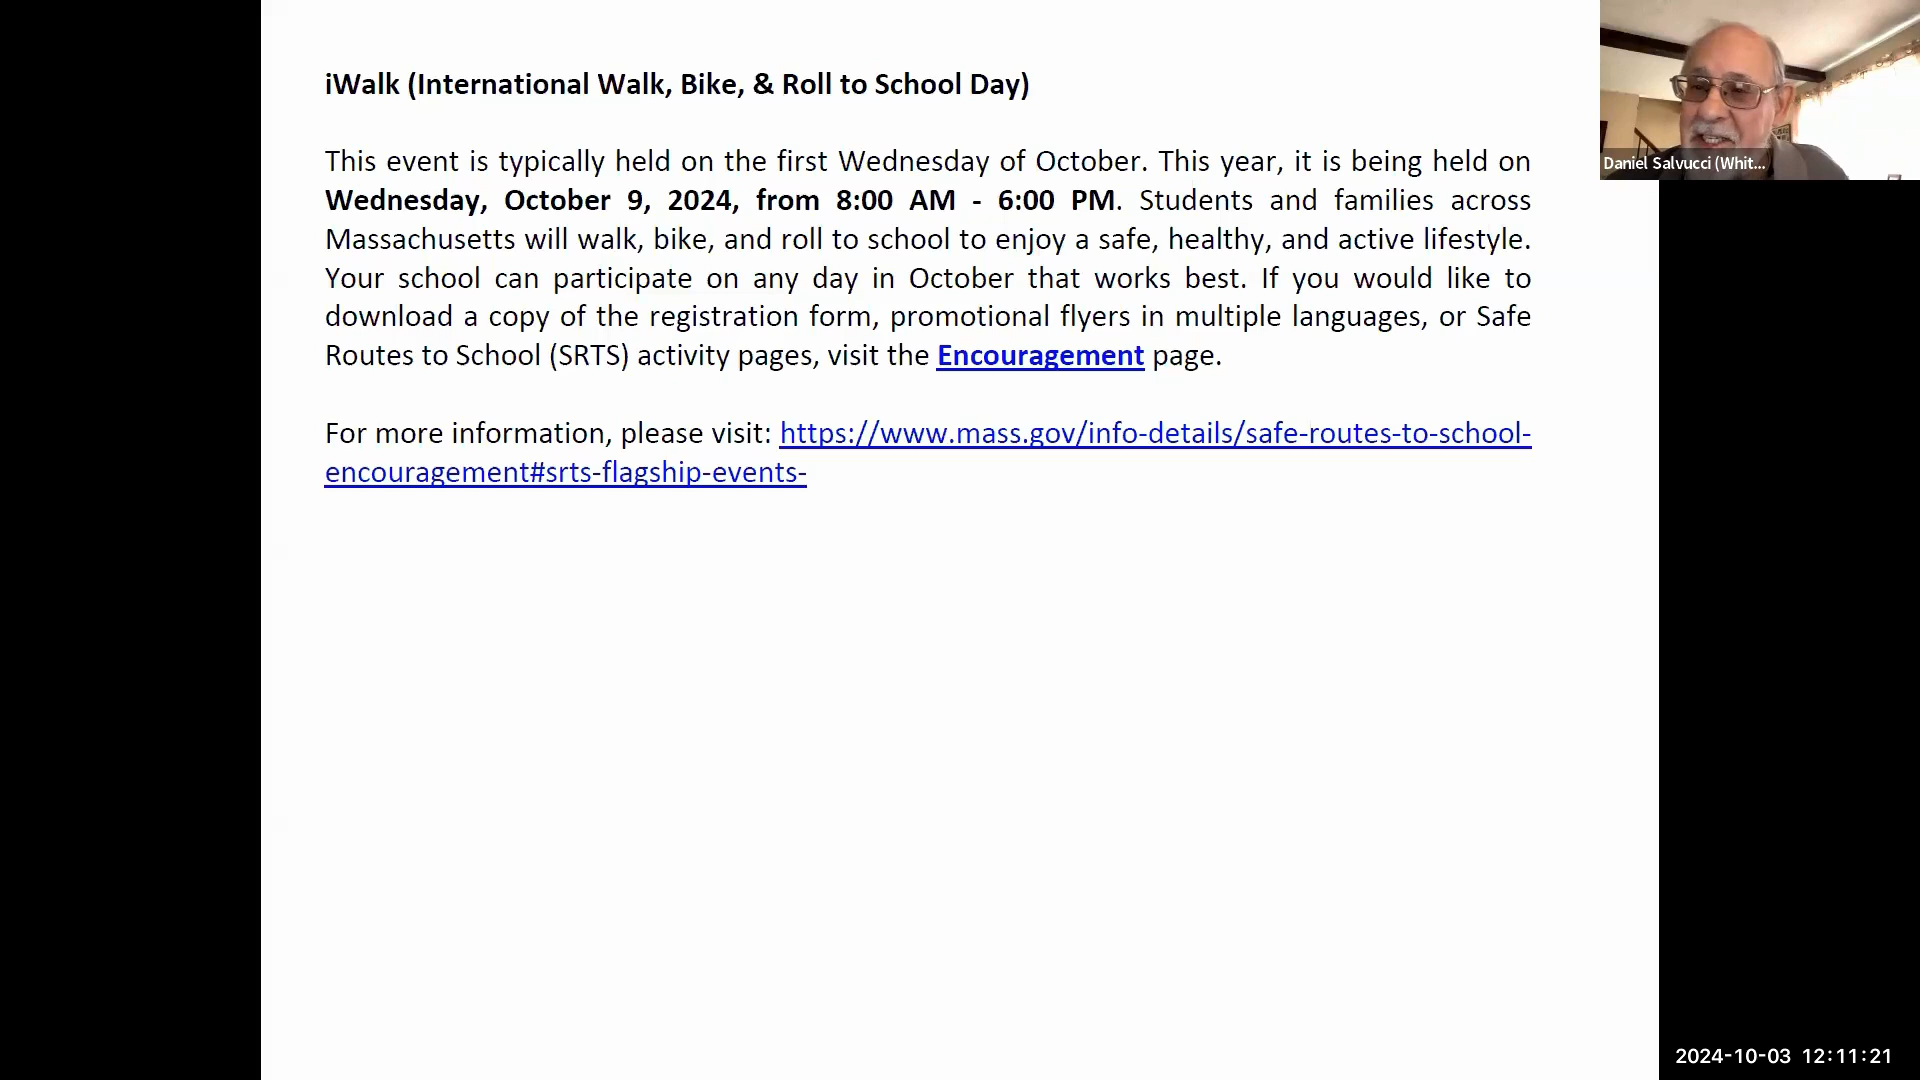 iWalk (International Walk, Bike, & Roll to School Day)
This event is typically held on the first Wednesday of October. This year, it is being held on
Wednesday, October 9, 2024, from 8:00 AM - 6:00 PM. Students and families across
Massachusetts will walk, bike, and roll to school to enjoy a safe, healthy, and active lifestyle.
Your school can participate on any day in October that works best. If you would like to
download a copy of the registration form, promotional flyers in multiple languages, or Safe
Routes to School (SRTS) activity pages, visit the Encouragement page.
For more information, please visit: https://www.mass.gov/info-details/safe-routes-to-school-
encouragement#srts-flagship-events-
Daniel Salvucci (Whit...
2024-10-03 12:11:21